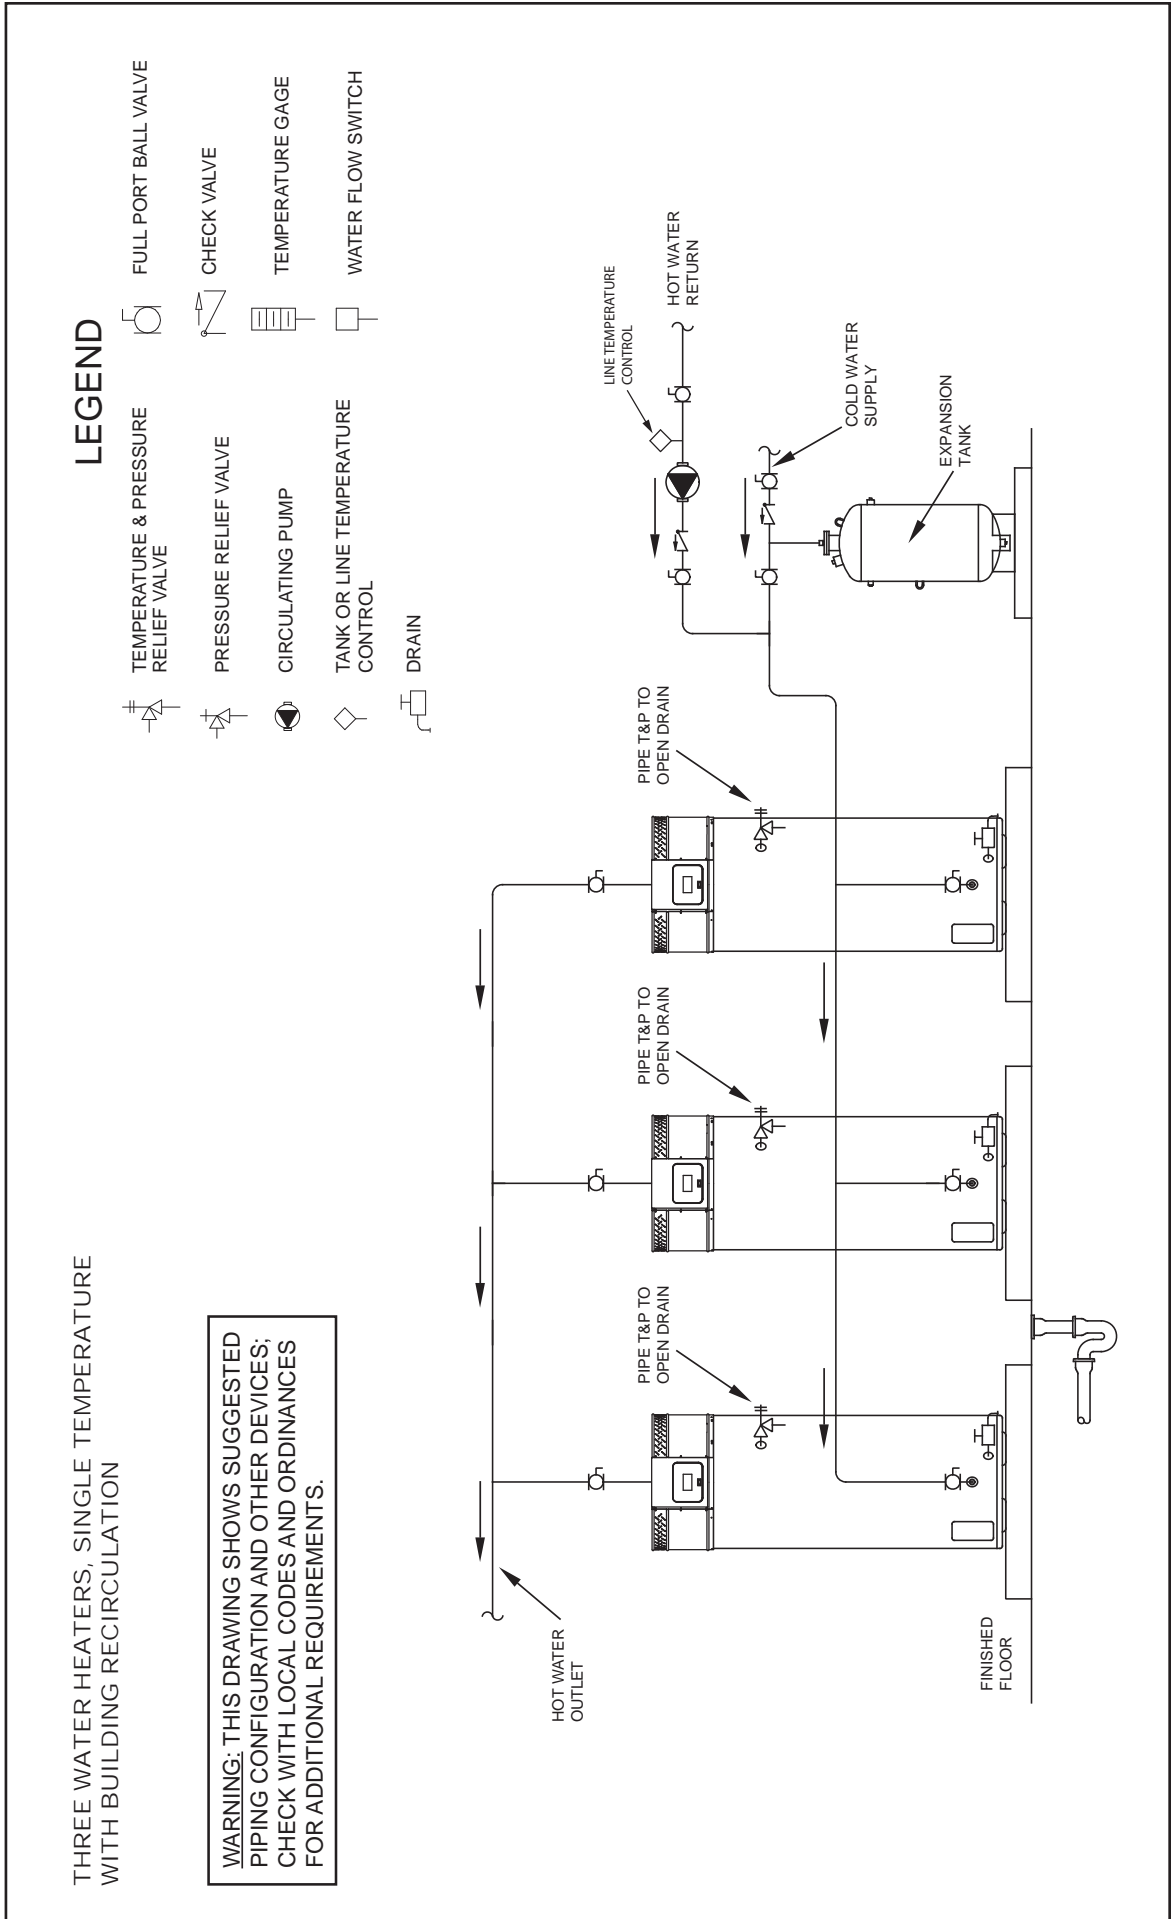 THREE WATER HEATERS, SINGLE TEMPERATURE
WITH BUILDING RECIRCULATION
WARNING: THIS DRAWING SHOWS SUGGESTED
PIPING CONFIGURATION AND OTHER DEVICES;
CHECK WITH LOCAL CODES AND ORDINANCES
FOR ADDITIONAL REQUIREMENTS.
LEGEND
TEMPERATURE & PRESSURE
RELIEF VALVE
PRESSURE RELIEF VALVE
CIRCULATING PUMP
TANK OR LINE TEMPERATURE
CONTROL
DRAIN
FULL PORT BALL VALVE
CHECK VALVE
TEMPERATURE GAGE
WATER FLOW SWITCH
HOT WATER
OUTLET
PIPE T&P TO
OPEN DRAIN
PIPE T&P TO
OPEN DRAIN
PIPE T&P TO
OPEN DRAIN
LINE TEMPERATURE
CONTROL
HOT WATER
RETURN
COLD WATER
SUPPLY
EXPANSION
TANK
FINISHED
FLOOR